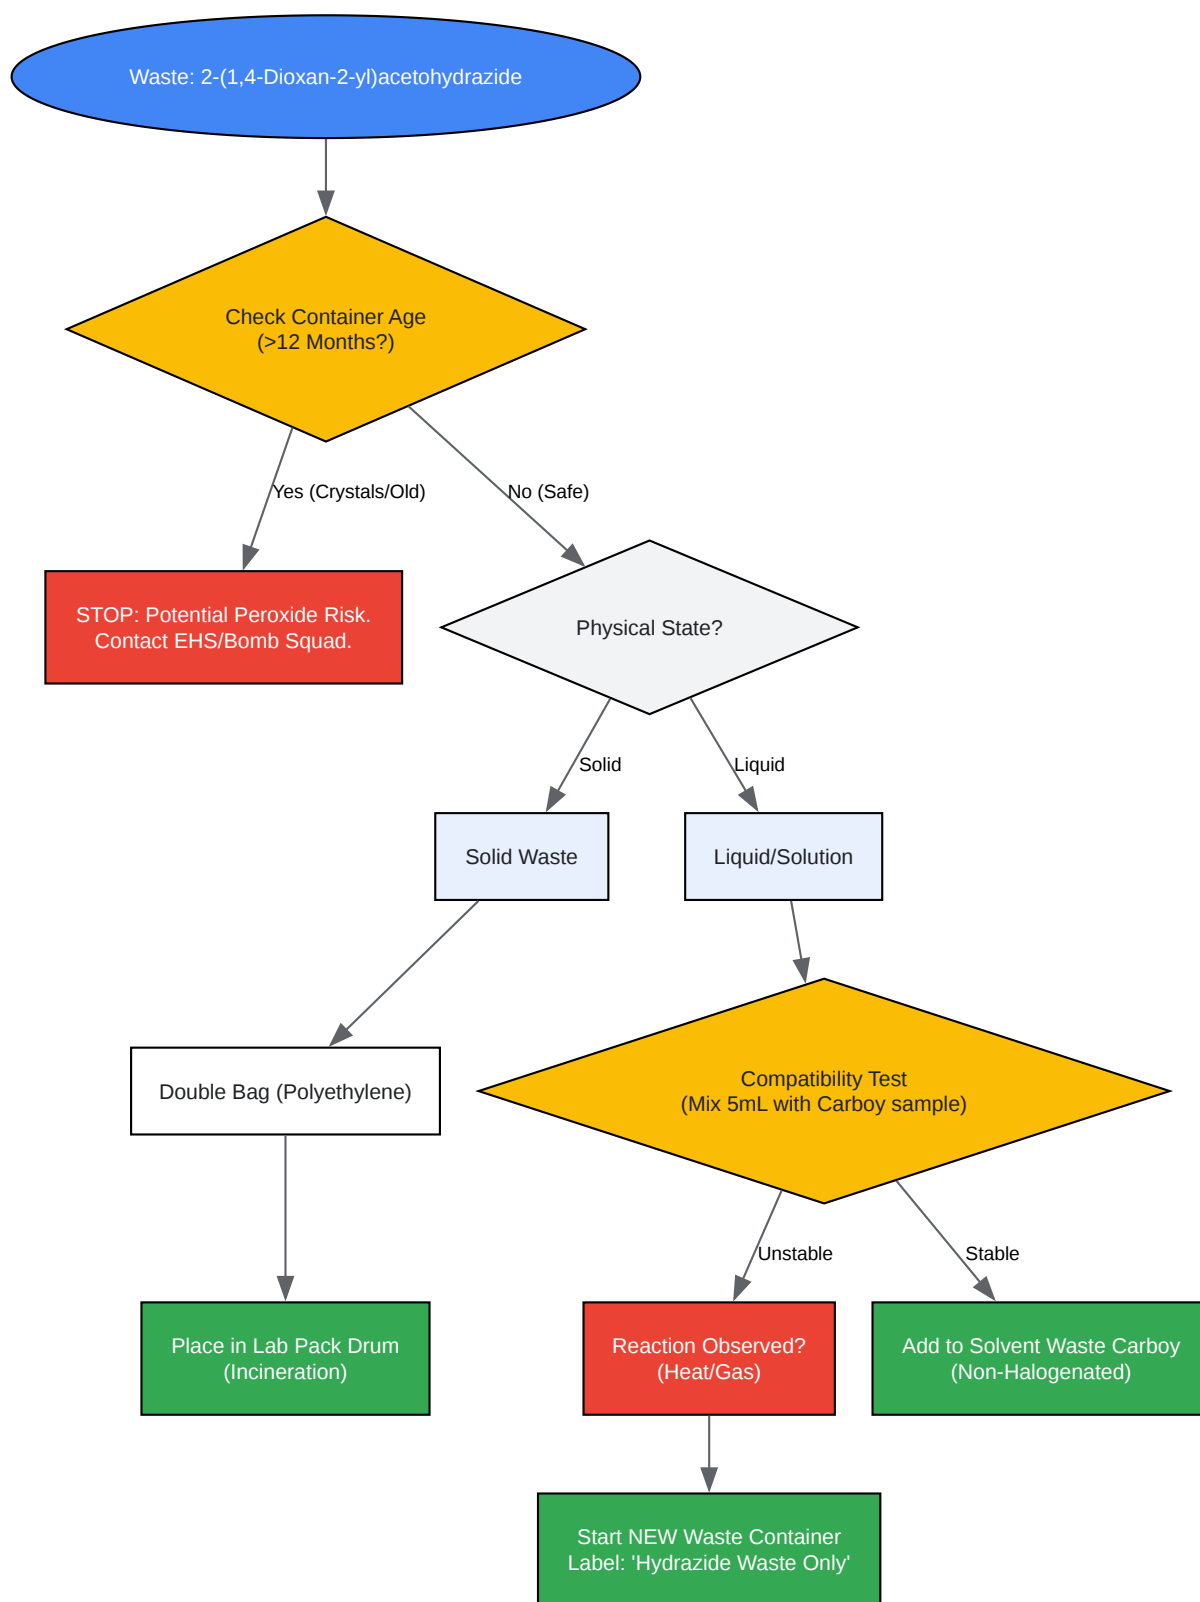 Waste: 2-(1,4-Dioxan-2-yl)acetohydrazide
Check Container Age
(>12 Months?)
Yes (Crystals/Old)
No (Safe)
STOP: Potential Peroxide Risk.
Contact EHS/Bomb Squad.
Physical State?
Solid
Liquid
Solid Waste
Liquid/Solution
Double Bag (Polyethylene)
Compatibility Test
(Mix 5mL with Carboy sample)
Unstable
Stable
Place in Lab Pack Drum
(Incineration)
Reaction Observed?
(Heat/Gas)
Add to Solvent Waste Carboy
(Non-Halogenated)
Start NEW Waste Container
Label: 'Hydrazide Waste Only'